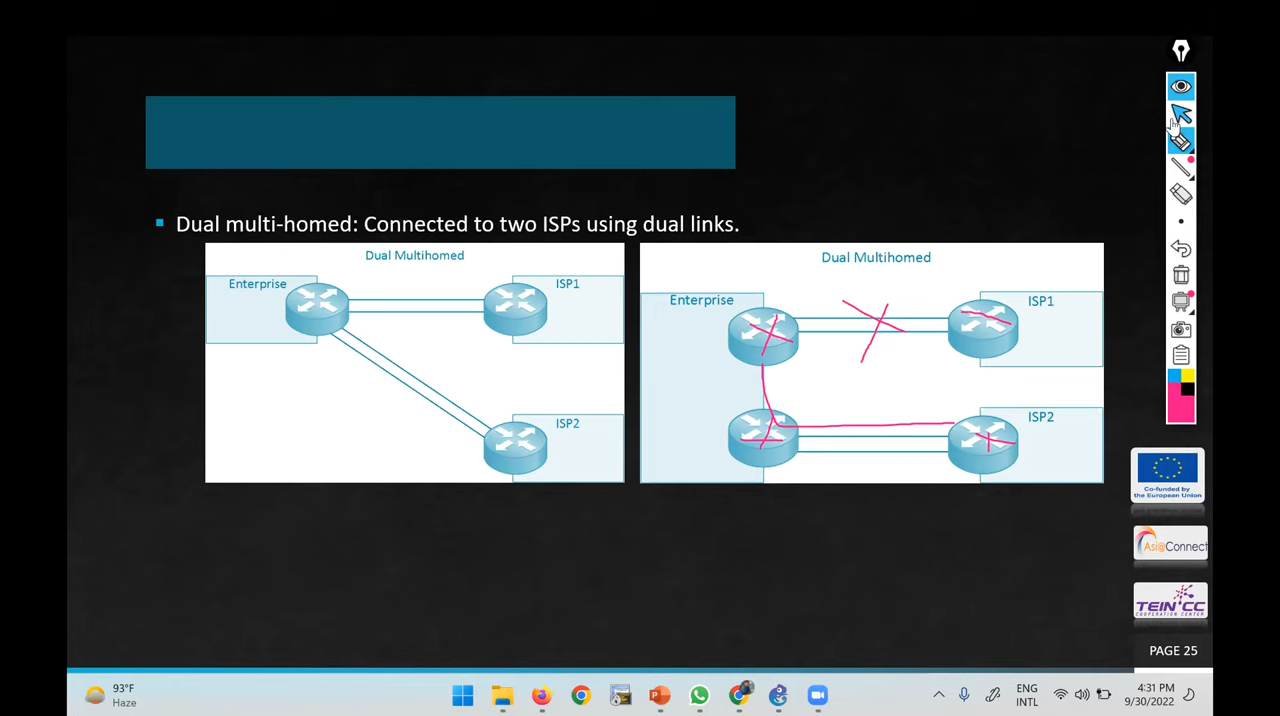 ▪ Dual multi-homed: Connected to two ISPs using dual links.
Dual Multihomed
Enterprise
ISP1
ISP2
Dual Multihomed
Enterprise
ISP1
ISP2
Co-funded by
the European Union
Asi@Connect
TEIN*CC
COOPERATION CENTER
PAGE 25
93°F
Haze
ENG
INTL
4:31 PM
9/30/2022